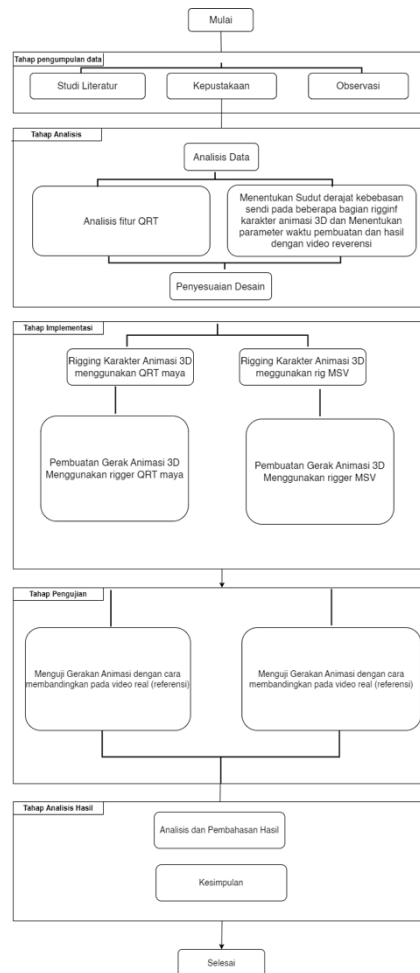 Mulai
Tahap pengumpulan data
Studi Literatur
Kepustakaan
Observasi
Tahap Analisis
Analisis Data
Analisis fitur QRT
Menentukan Sudut derajat kebebasan
sendi pada beberapa bagian rigginf
karakter animasi 3D dan Menentukan
parameter waktu pembuatan dan hasil
dengan video reverensi
Penyesuaian Desain
Tahap Implementasi
Rigging Karakter Animasi 3D
menggunakan QRT maya
Rigging Karakter Animasi 3D
meggunakan rig MSV
Pembuatan Gerak Animasi 3D
Menggunakan rigger QRT maya
Pembuatan Gerak Animasi 3D
Menggunakan rigger MSV
Tahap Pengujian
Menguji Gerakan Animasi dengan cara
membandingkan pada video real (referensi)
Menguji Gerakan Animasi dengan cara
membandingkan pada video real (referensi)
Tahap Analisis Hasil
Analisis dan Pembahasan Hasil
Kesimpulan
Selesai